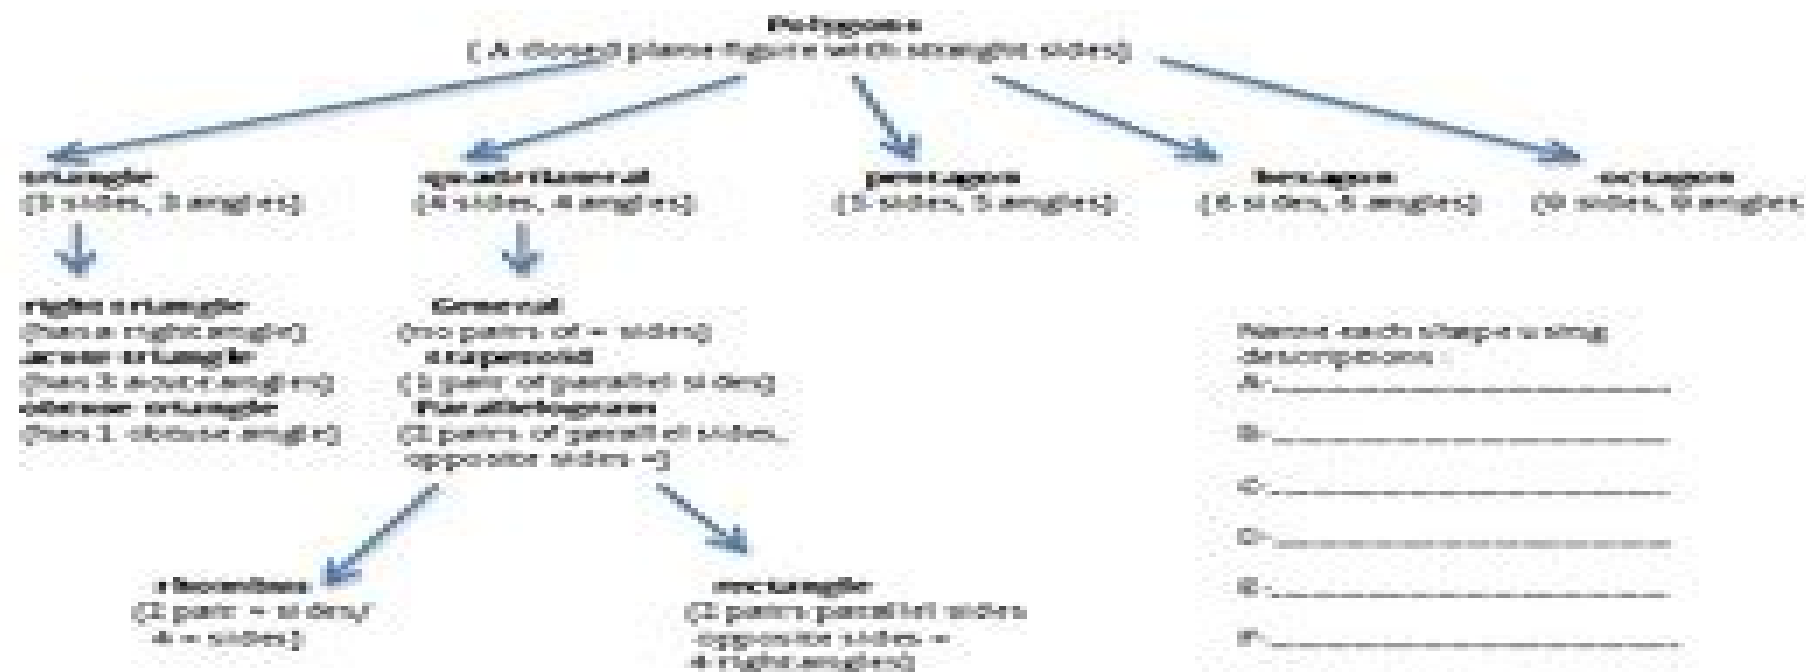 Polygons
( A closed plane figure with straight sides)
triangle
(3 sides, 3 angles)
quadrilateral
(4 sides, 4 angles)
pentagon
(5 sides, 5 angles)
hexagon
(6 sides, 6 angles)
octagon
sides, angles
right triangle
(has a right angle)
acute triangle
(has 3 acute angles)
obtuse triangle
(has 1 obtuse angle)
General
(no pairs of = sides)
trapezoid
(1 pair of parallel sides)
Parallelogram
(2 pairs of parallel sides,
opposite sides =)
rhombus
(2 pair = sides/
4 = sides)
rectangle
(2 pairs parallel sides
opposite sides =
4 right angles)
Name each shape using
descriptions
A-
B-
C-
D-
E-
F-